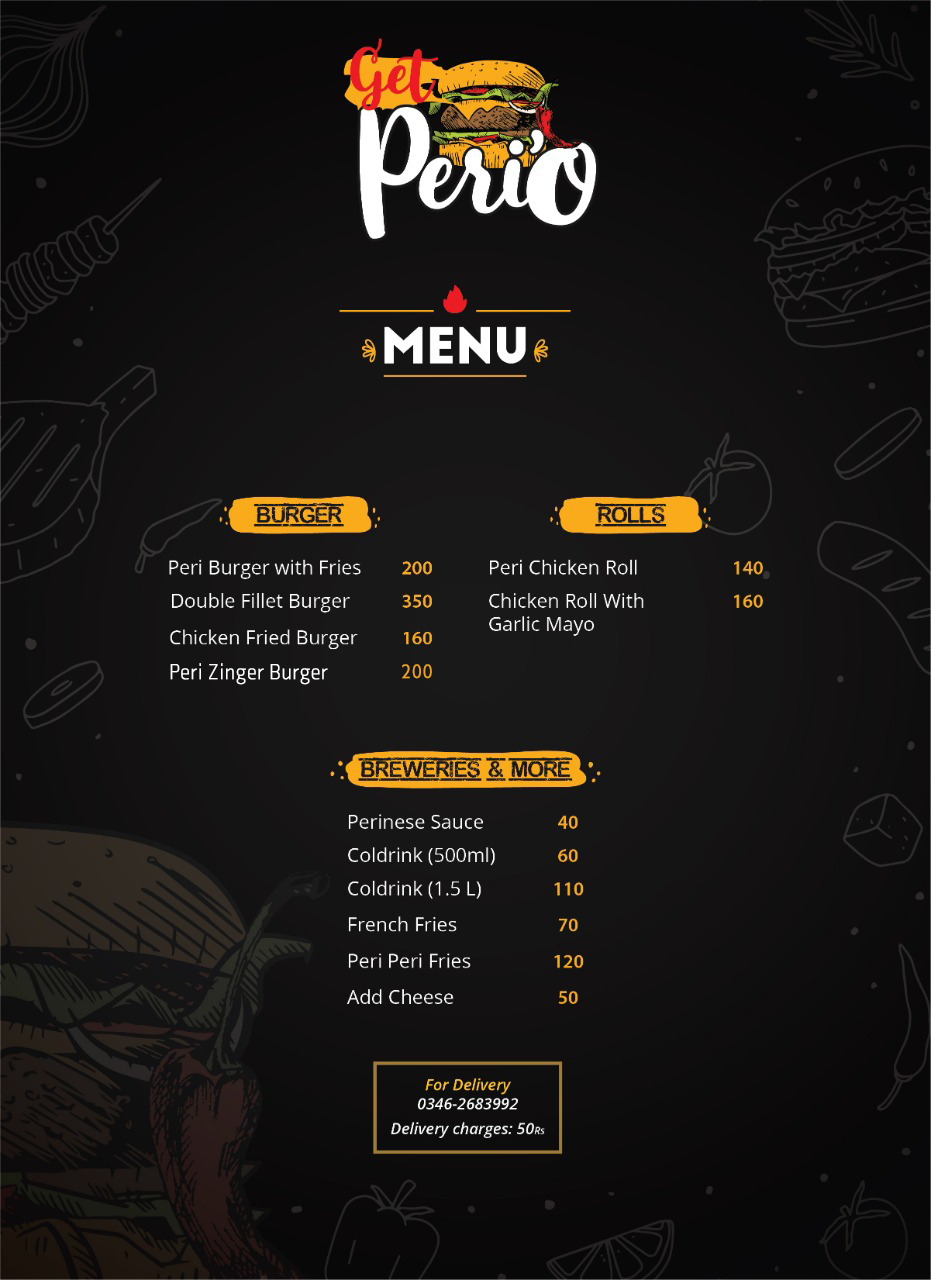 Get
Peri'O
MENU
BURGER
Peri Burger with Fries 200
Double Fillet Burger 350
Chicken Fried Burger 160
Peri Zinger Burger 200
ROLLS
Peri Chicken Roll 140
Chicken Roll With 160
Garlic Mayo
BREWERIES & MORE
Perinese Sauce 40
Coldrink (500ml) 60
Coldrink (1.5 L) 110
French Fries 70
Peri Peri Fries 120
Add Cheese 50
For Delivery
0346-2683992
Delivery charges: 50Rs